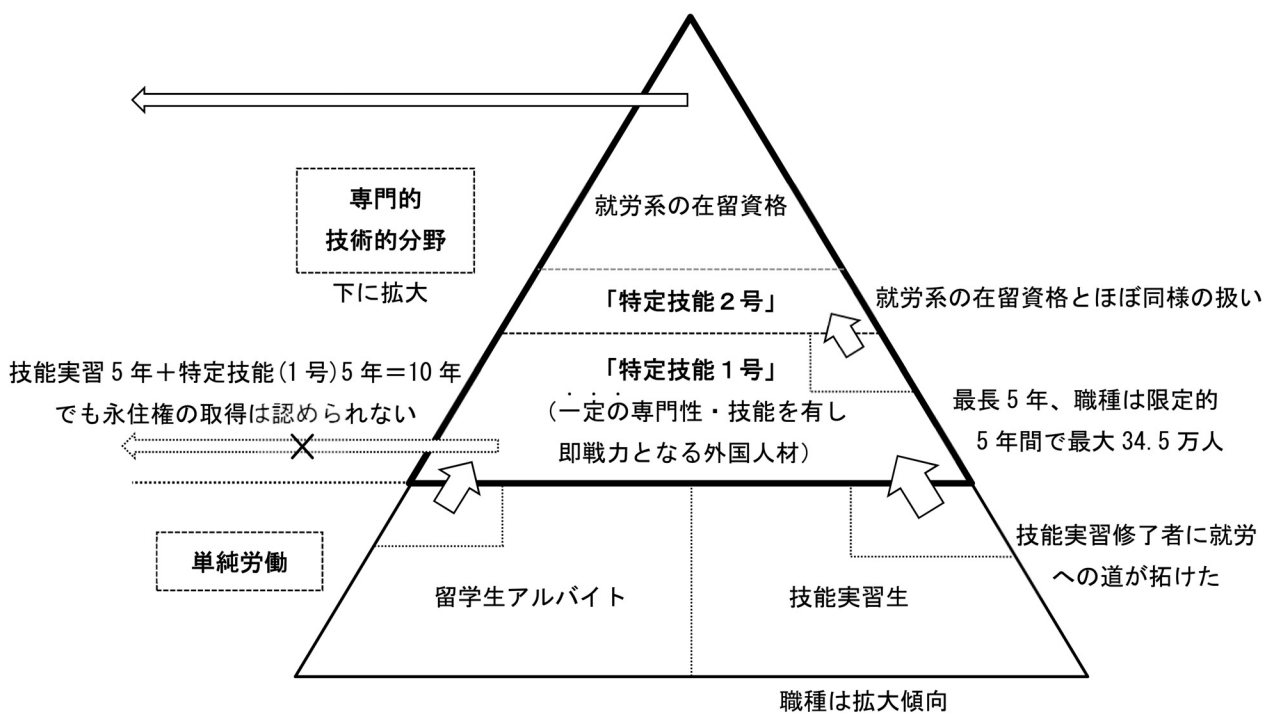 専門的
技術的分野
下に拡大
就労系の在留資格
「特定技能２号」
就労系の在留資格とほぼ同様の扱い
技能実習５年＋特定技能(１号)５年＝10 年
でも永住権の取得は認められない
「特定技能１号」
（一定の専門性・技能を有し
即戦力となる外国人材）
最長５年、職種は限定的
５年間で最大 34.5 万人
単純労働
留学生アルバイト
技能実習生
技能実習修了者に就労
への道が拓けた
職種は拡大傾向